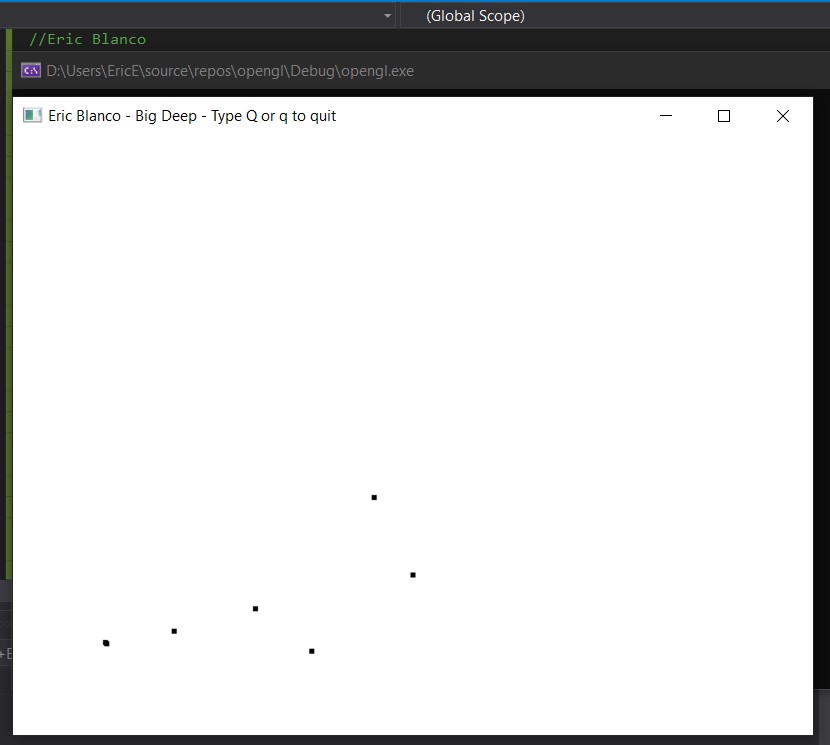 (Global Scope)
//Eric Blanco
D:\Users\EricE\source\repos\opengl\Debug\opengl.exe
Eric Blanco - Big Deep - Type Q or q to quit